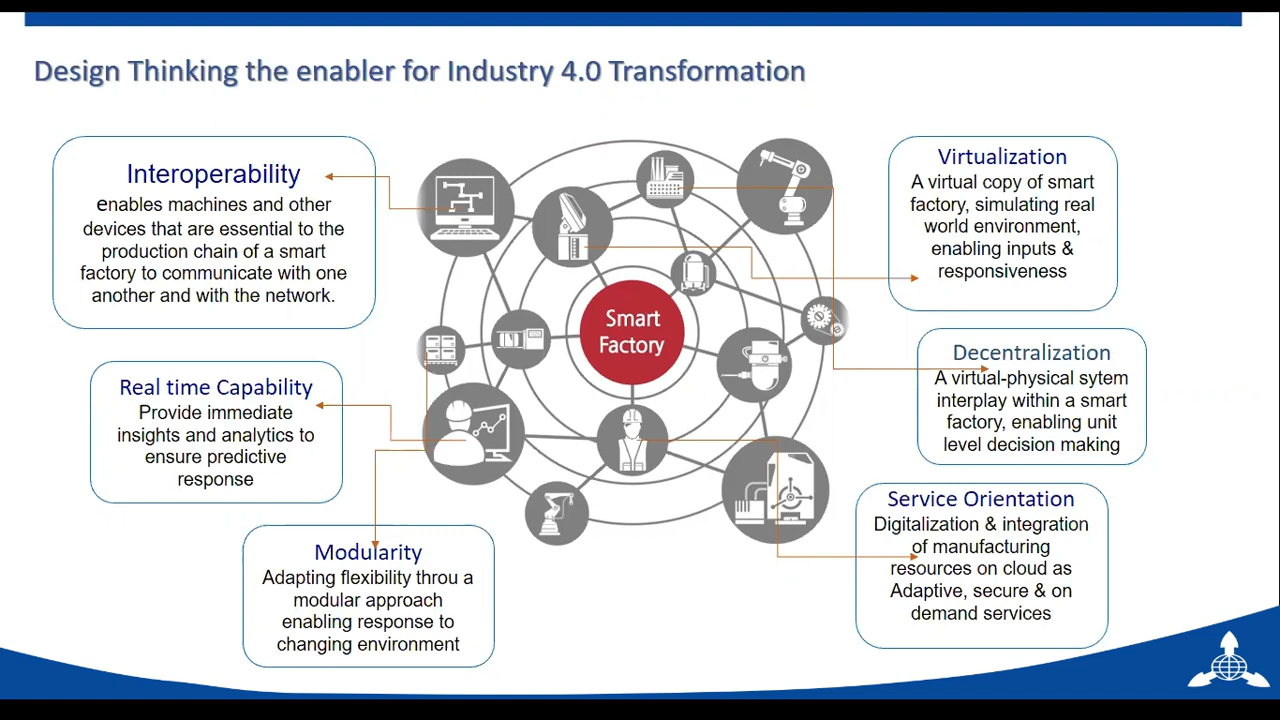 Design Thinking the enabler for Industry 4.0 Transformation
Interoperability
enables machines and other
devices that are essential to the
production chain of a smart
factory to communicate with one
another and with the network.
Real time Capability
Provide immediate
insights and analytics to
ensure predictive
response
Modularity
Adapting flexibility throu a
modular approach
enabling response to
changing environment
Smart
Factory
Virtualization
A virtual copy of smart
factory, simulating real
world environment,
enabling inputs &
responsiveness
Decentralization
A virtual-physical sytem
interplay within a smart
factory, enabling unit
level decision making
Service Orientation
Digitalization & integration
of manufacturing
resources on cloud as
Adaptive, secure & on
demand services